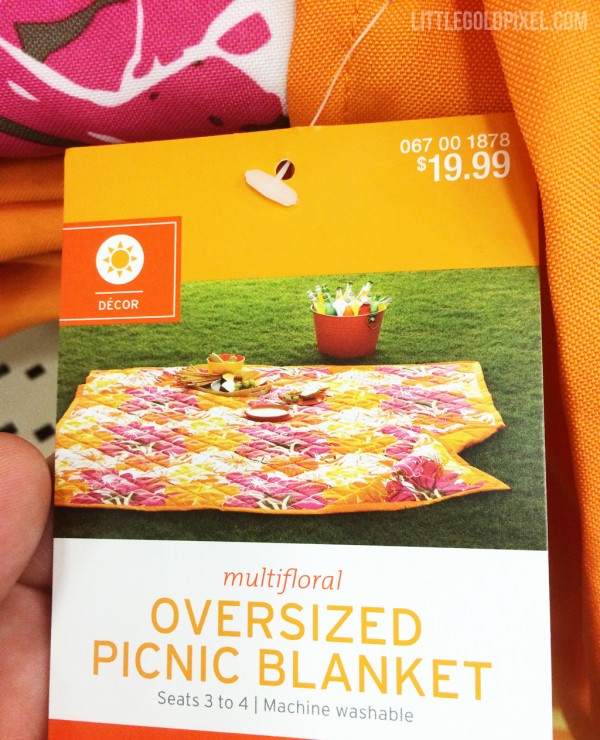 LITTLEGOLDPIXEL.COM
067 00 1878
$19.99
DÉCOR
multifloral
OVERSIZED
PICNIC BLANKET
Seats 3 to 4 | Machine washable